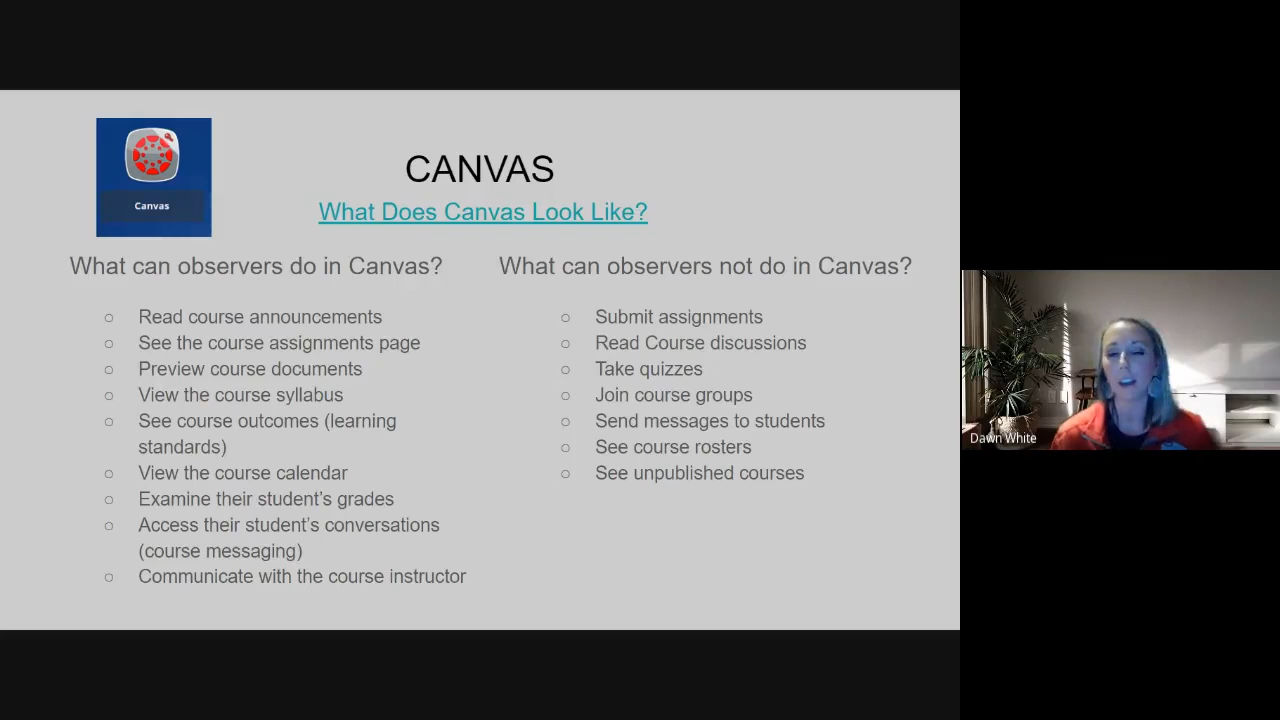 Canvas
CANVAS
What Does Canvas Look Like?
What can observers do in Canvas?
○ Read course announcements
○ See the course assignments page
○ Preview course documents
○ View the course syllabus
○ See course outcomes (learning
standards)
○ View the course calendar
○ Examine their student’s grades
○ Access their student’s conversations
(course messaging)
○ Communicate with the course instructor
What can observers not do in Canvas?
○ Submit assignments
○ Read Course discussions
○ Take quizzes
○ Join course groups
○ Send messages to students
○ See course rosters
○ See unpublished courses
Dawn White